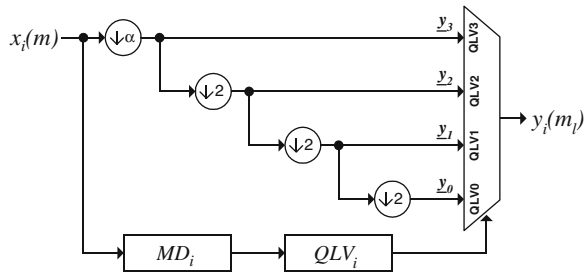 x_i(m)
↓α
y_3
QLV3
↓2
y_2
QLV2
↓2
y_1
QLV1
y_i(m_l)
↓2
y_0
QLV0
MD_i
QLV_i